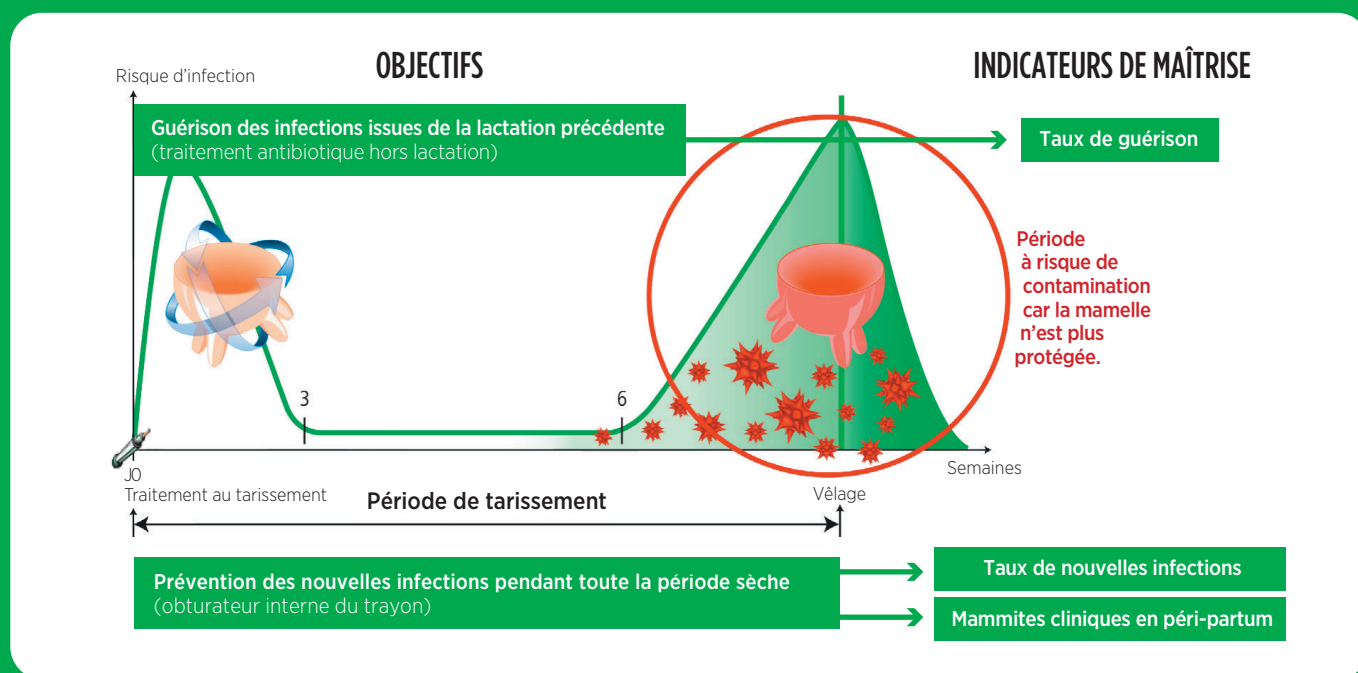 OBJECTIFS
INDICATEURS DE MAÎTRISE
Risque d'infection
Guérison des infections issues de la lactation précédente
(traitement antibiotique hors lactation)
Taux de guérison
Période
à risque de
contamination
car la mamelle
n'est plus
protégée.
3
6
J0
Traitement au tarissement
Période de tarissement
Vêlage
Semaines
Prévention des nouvelles infections pendant toute la période sèche
(obturateur interne du trayon)
Taux de nouvelles infections
Mammites cliniques en péri-partum